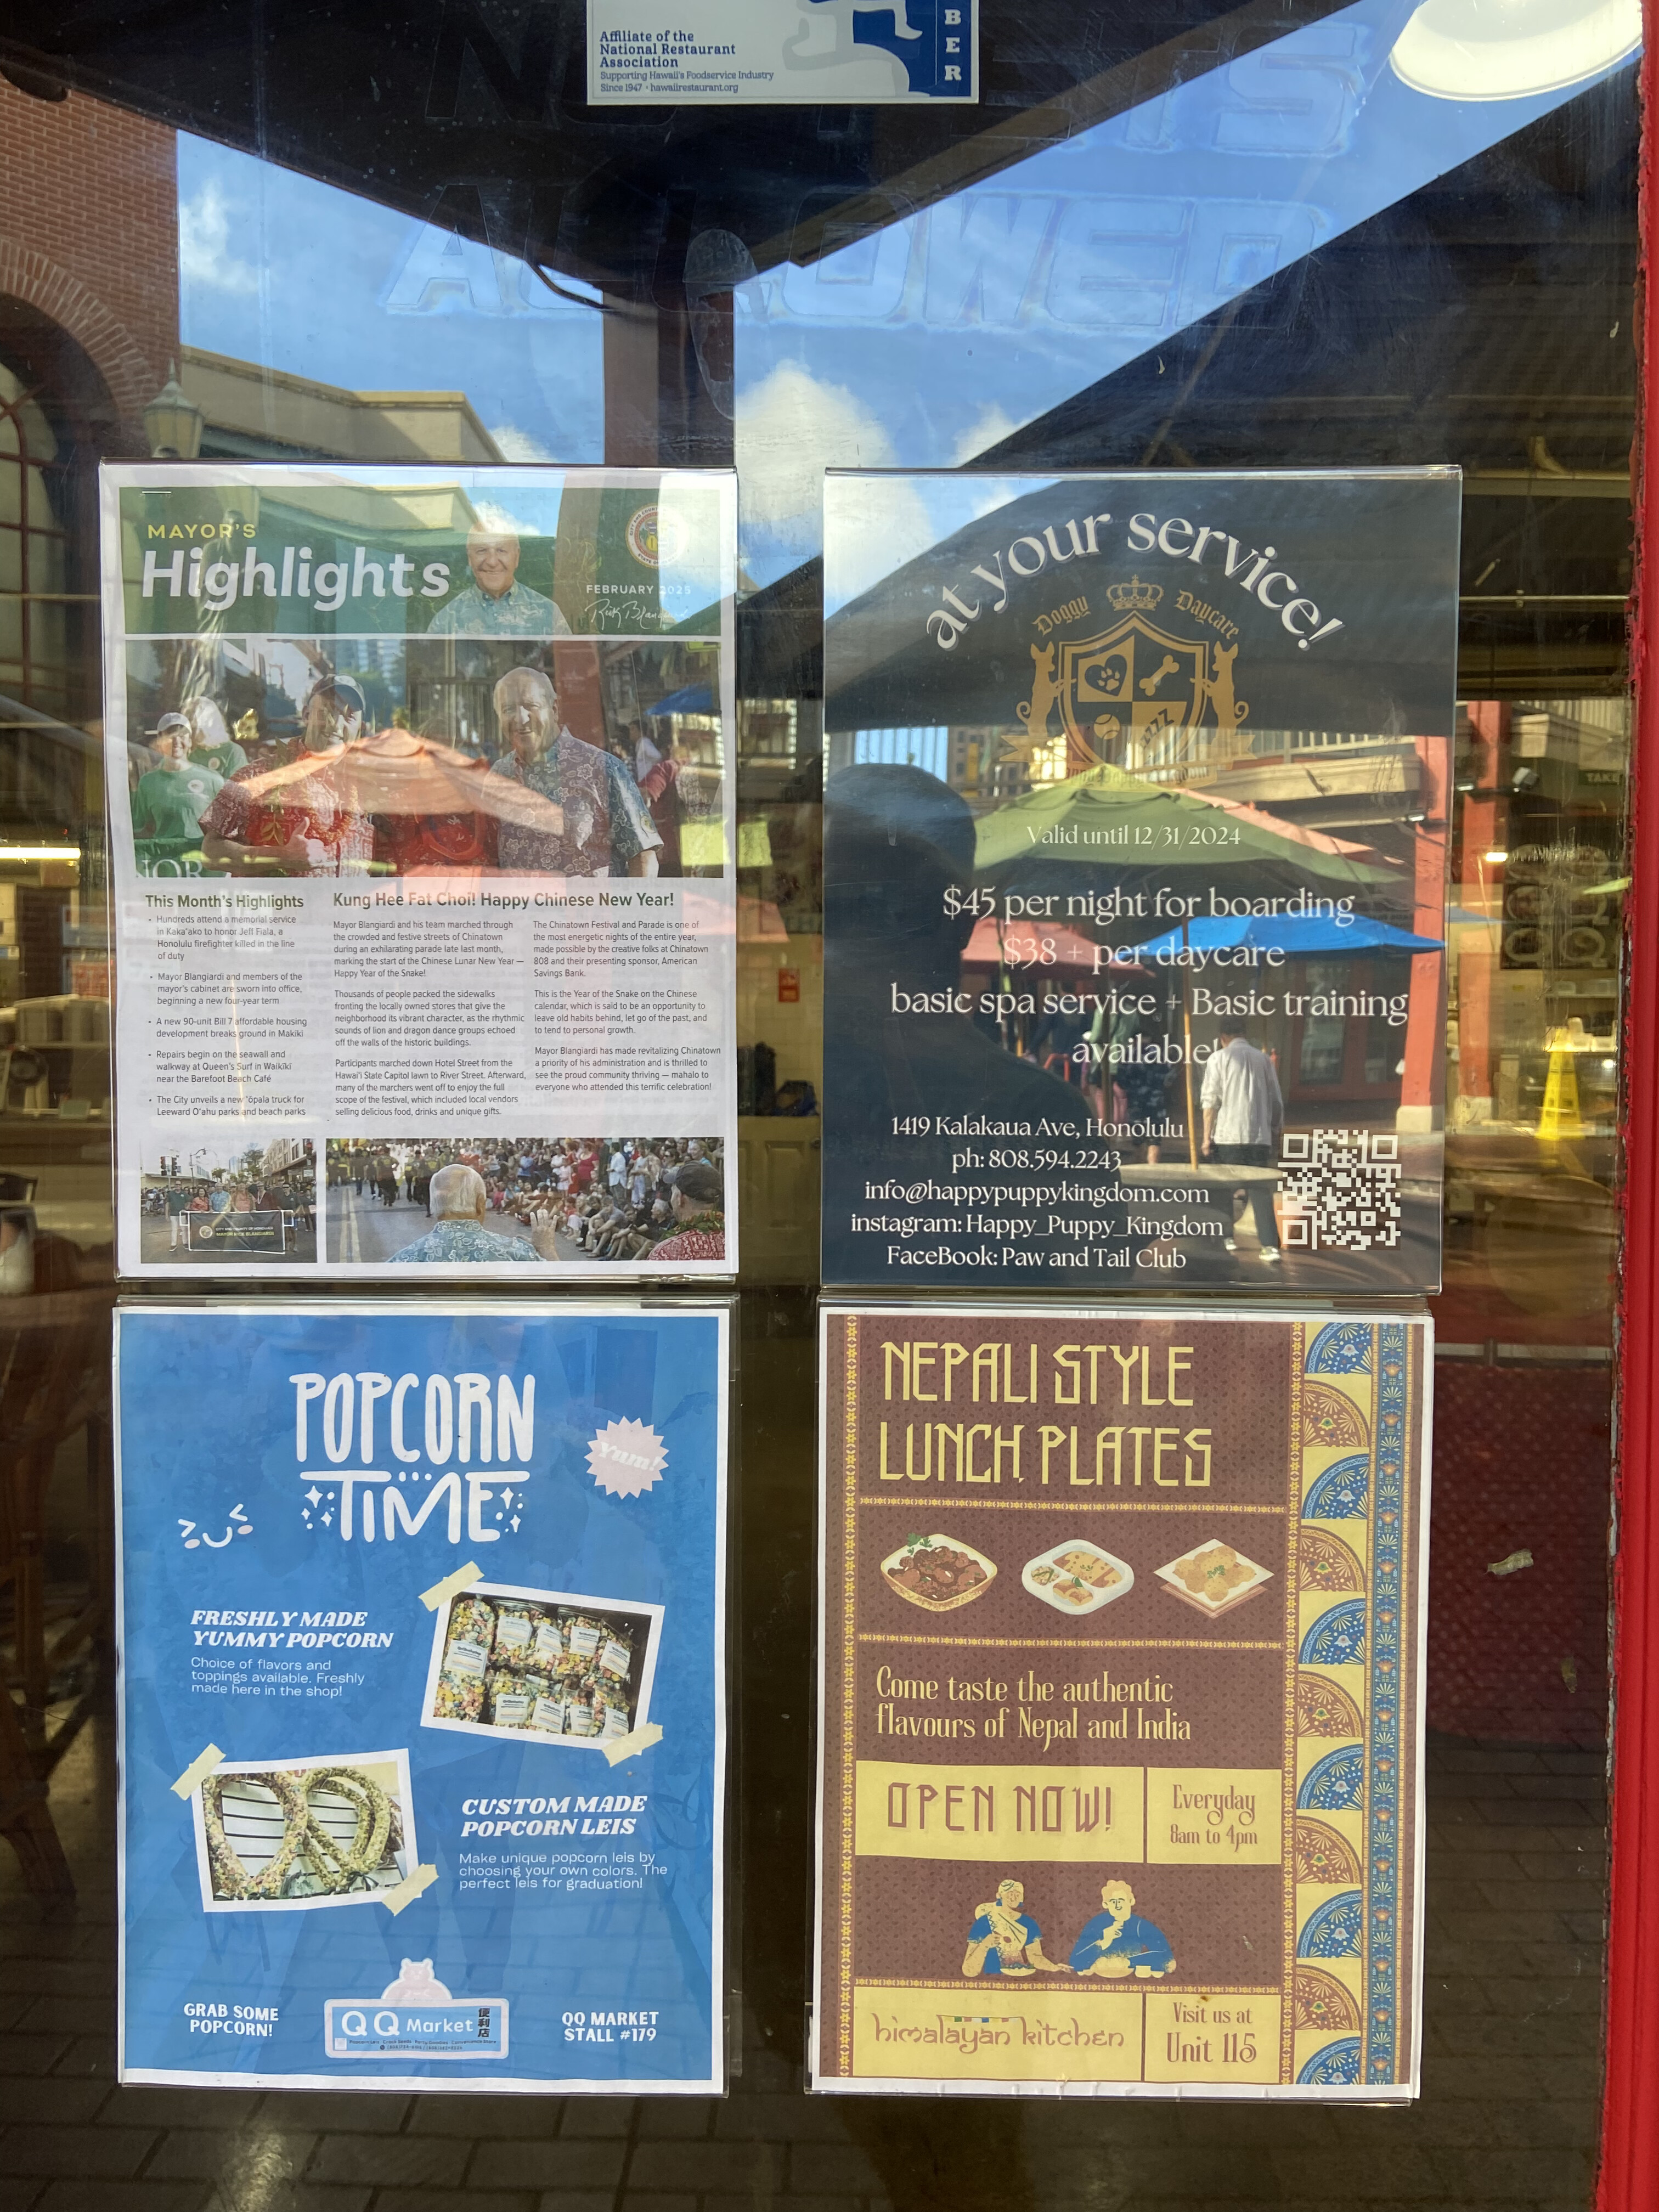 BER
Affiliate of the
National Restaurant
Association
Supporting Hawaii's Foodservice Industry
Since 1947 • hawaiirestaurant.org
NO PETS
ALLOWED
MAYOR'S
Highlights
FEBRUARY 2025
This Month's Highlights
• Hundreds attend a memorial service
in Kaka'ako to honor Jeff Fiala, a
Honolulu firefighter killed in the line
of duty
• Mayor Blangiardi and members of the
mayor's cabinet are sworn into office,
beginning a new four-year term
• A new 90-unit Bill 7 affordable housing
development breaks ground in Makiki
• Repairs begin on the seawall and
walkway at Queen's Surf in Waikīkī
near the Barefoot Beach Café
• The City unveils a new 'ōpala truck for
Leeward O'ahu parks and beach parks
Kung Hee Fat Choi! Happy Chinese New Year!
Mayor Blangiardi and his team marched through
the crowded and festive streets of Chinatown
during an exhilarating parade late last month,
marking the start of the Chinese Lunar New Year —
Happy Year of the Snake!
Thousands of people packed the sidewalks
fronting the locally owned stores that give the
neighborhood its vibrant character, as the rhythmic
sounds of lion and dragon dance groups echoed
off the walls of the historic buildings.
Participants marched down Hotel Street from the
Hawai'i State Capitol lawn to River Street. Afterward,
many of the marchers went off to enjoy the full
scope of the festival, which included local vendors
selling delicious food, drinks and unique gifts.
The Chinatown Festival and Parade is one of
the most energetic nights of the entire year,
made possible by the creative folks at Chinatown
808 and their presenting sponsor, American
Savings Bank.
This is the Year of the Snake on the Chinese
calendar, which is said to be an opportunity to
leave old habits behind, let go of the past, and
to tend to personal growth.
Mayor Blangiardi has made revitalizing Chinatown
a priority of his administration and is thrilled to
see the proud community thriving — mahalo to
everyone who attended this terrific celebration!
at your service!
Doggy Daycare
ZZZ
Valid until 12/31/2024
$45 per night for boarding
$38 + per daycare
basic spa service + Basic training
available!
1419 Kalakaua Ave, Honolulu
ph: 808.594.2243
info@happypuppykingdom.com
instagram: Happy_Puppy_Kingdom
FaceBook: Paw and Tail Club
TAKE
POPCORN
TIME
Yum!
FRESHLY MADE
YUMMY POPCORN
Choice of flavors and
toppings available. Freshly
made here in the shop!
CUSTOM MADE
POPCORN LEIS
Make unique popcorn leis by
choosing your own colors. The
perfect leis for graduation!
GRAB SOME
POPCORN!
QQ Market
便利店
QQ MARKET
STALL #179
NEPALI STYLE
LUNCH PLATES
Come taste the authentic
flavours of Nepal and India
OPEN NOW!
Everyday
8am to 4pm
himalayan kitchen
Visit us at
Unit 115